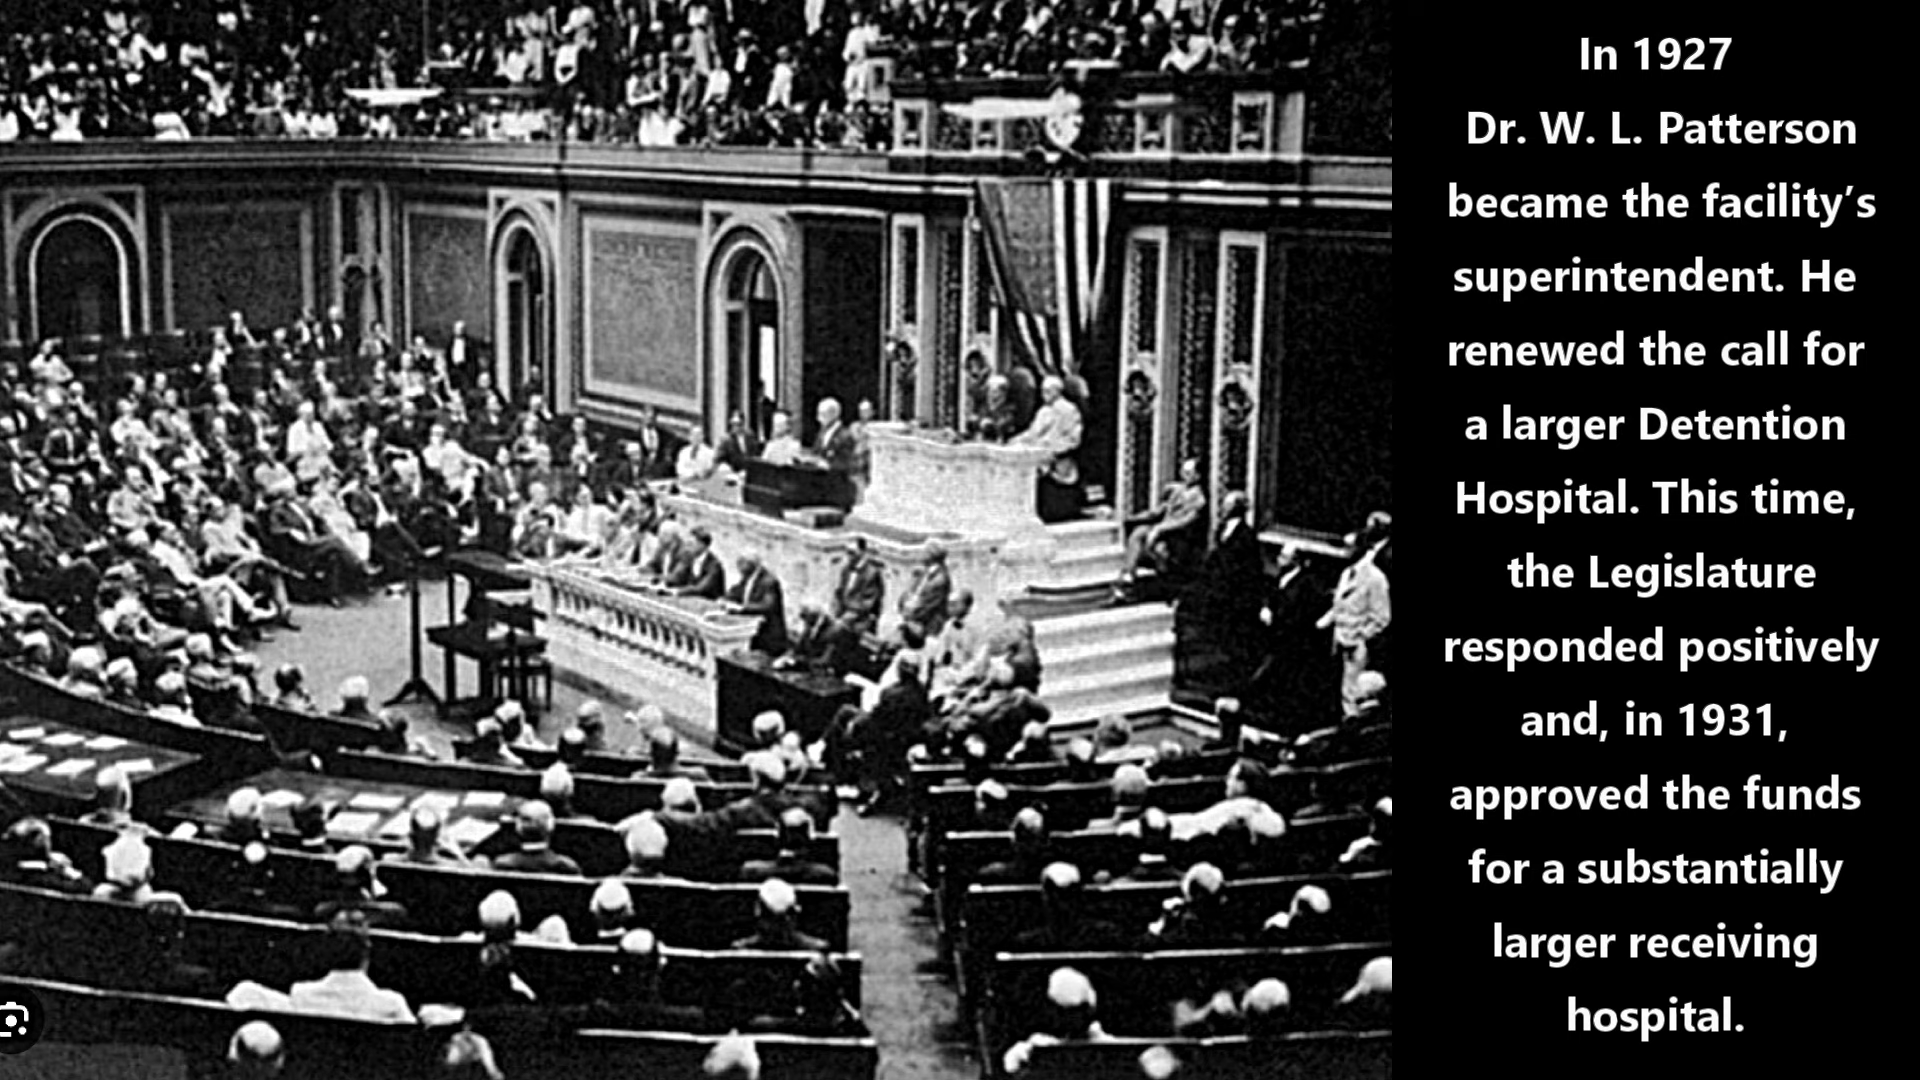 In 1927
Dr. W. L. Patterson
became the facility’s
superintendent. He
renewed the call for
a larger Detention
Hospital. This time,
the Legislature
responded positively
and, in 1931,
approved the funds
for a substantially
larger receiving
hospital.